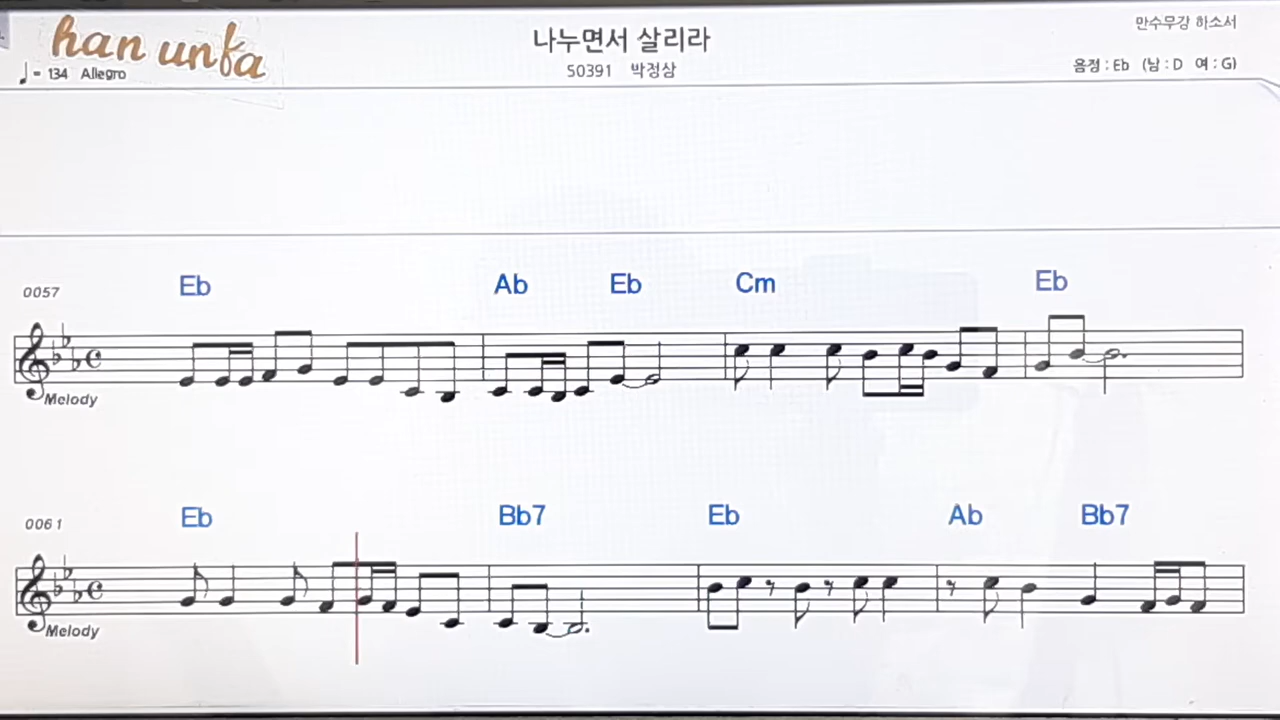 han unfa
나누면서 살리라
만수무강 하소서
♩= 134 Allegro
50391 박정삼
음정 : Eb (남 : D 여 : G)
0057
Eb Ab Eb Cm Eb
Melody
0061
Eb Bb7 Eb Ab Bb7
Melody